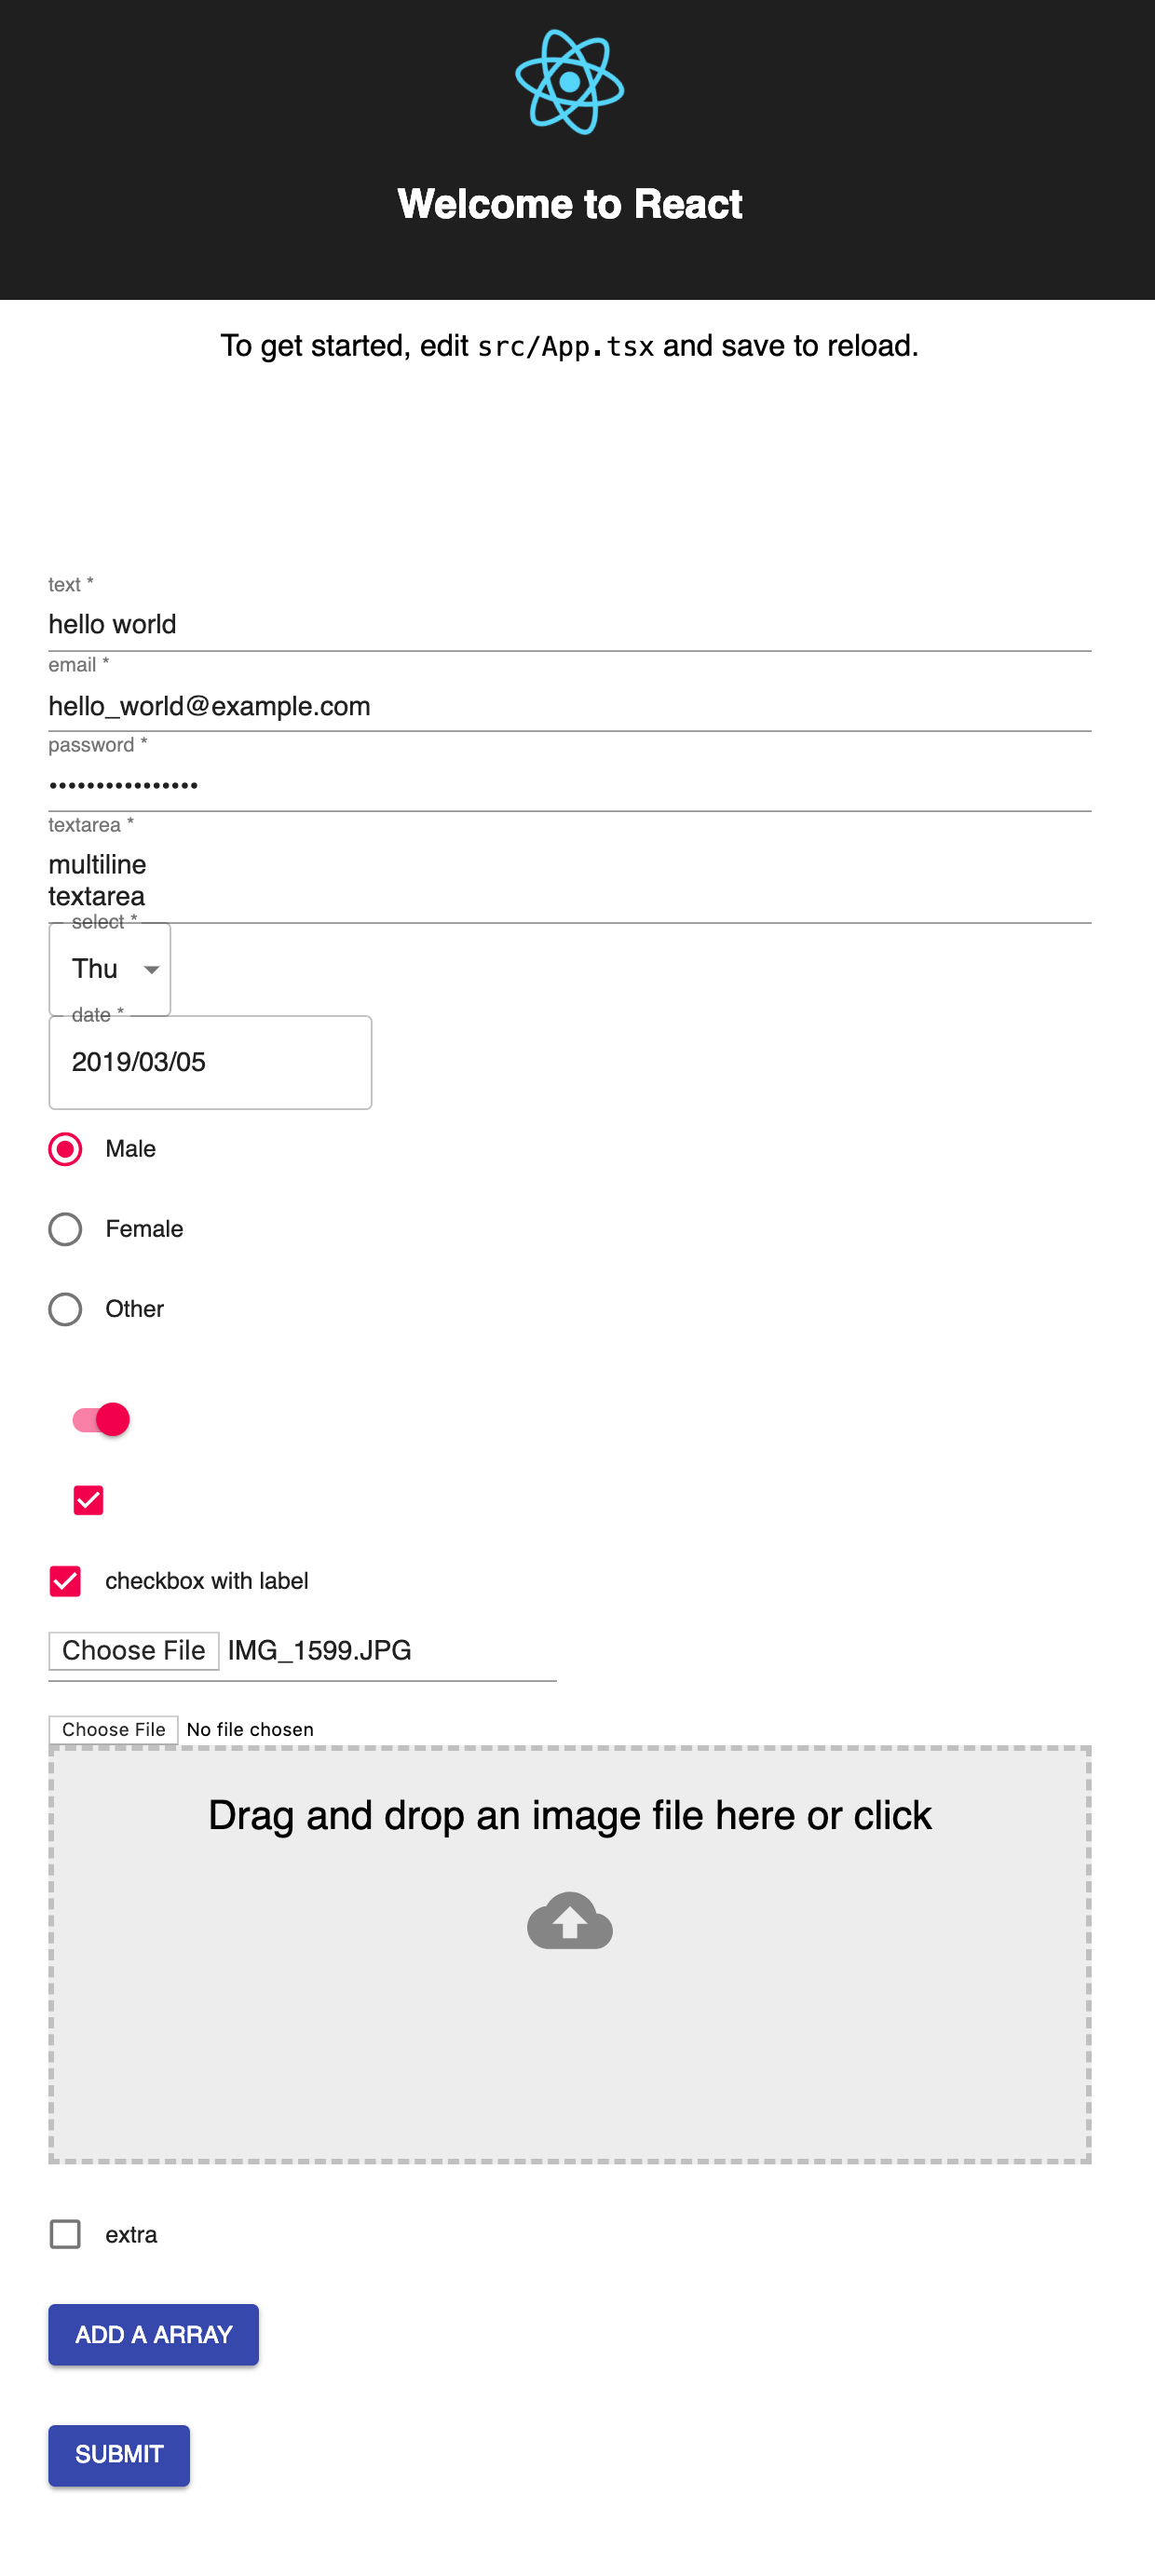 Welcome to React
To get started, edit src/App.tsx and save to reload.
text *
hello world
email *
hello_world@example.com
password *
••••••••••••••••
textarea *
multiline
textarea
select *
Thu
date *
2019/03/05
Male
Female
Other
checkbox with label
Choose File IMG_1599.JPG
Choose File No file chosen
Drag and drop an image file here or click
extra
ADD A ARRAY
SUBMIT